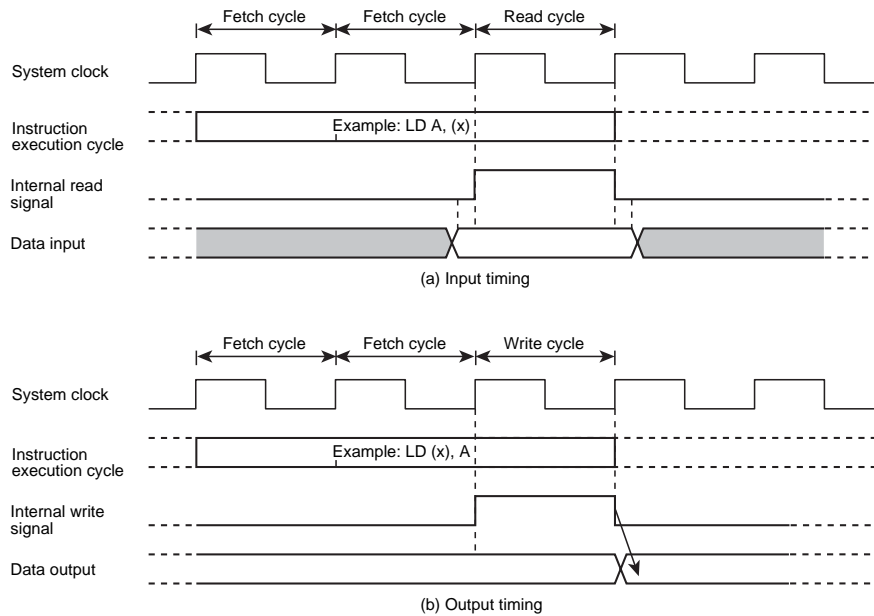 Fetch cycle Fetch cycle Read cycle
System clock
Instruction
execution cycle
Example: LD A, (x)
Internal read
signal
Data input
(a) Input timing
Fetch cycle Fetch cycle Write cycle
System clock
Instruction
execution cycle
Example: LD (x), A
Internal write
signal
Data output
(b) Output timing